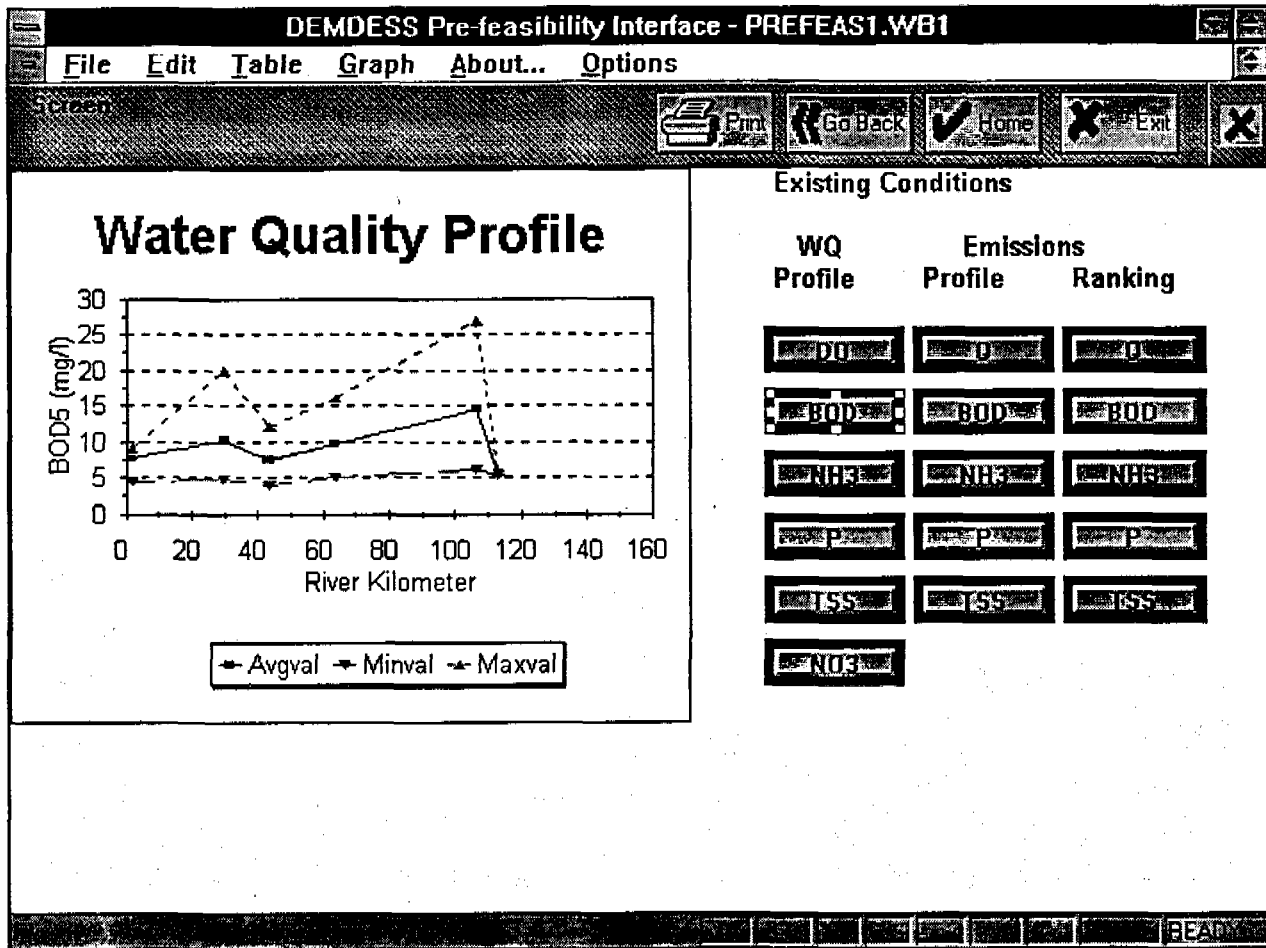 DEMDESS Pre-feasibility Interface - PREFEAS1.WB1
File Edit Table Graph About... Options
Screen
Print Go Back Home Exit
Existing Conditions
Water Quality Profile
WQ Profile
Emissions
Profile Ranking
30
25
20
15
10
5
0
BOD5 (mg/l)
0 20 40 60 80 100 120 140 160
River Kilometer
Avgval Minval Maxval
DO
BOD BOD BOD
NH3 NH3 NH3
P P P
TSS TSS TSS
NO3